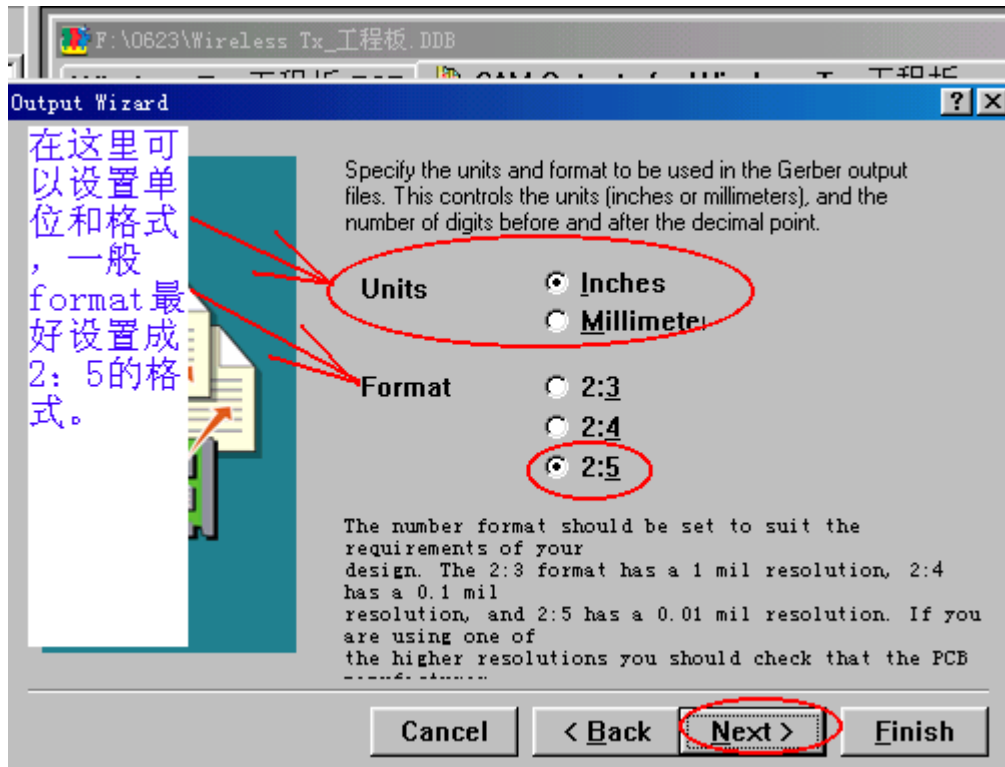 F:\0623\Wireless Tx_工程板.DDB
Output Wizard
在这里可
以设置单
位和格式
，一般
format最
好设置成
2：5的格
式。
Specify the units and format to be used in the Gerber output
files. This controls the units (inches or millimeters), and the
number of digits before and after the decimal point.
Units
Inches
Millimete
Format
2:3
2:4
2:5
The number format should be set to suit the
requirements of your
design. The 2:3 format has a 1 mil resolution, 2:4
has a 0.1 mil
resolution, and 2:5 has a 0.01 mil resolution. If you
are using one of
the higher resolutions you should check that the PCB
Cancel
< Back
Next >
Finish